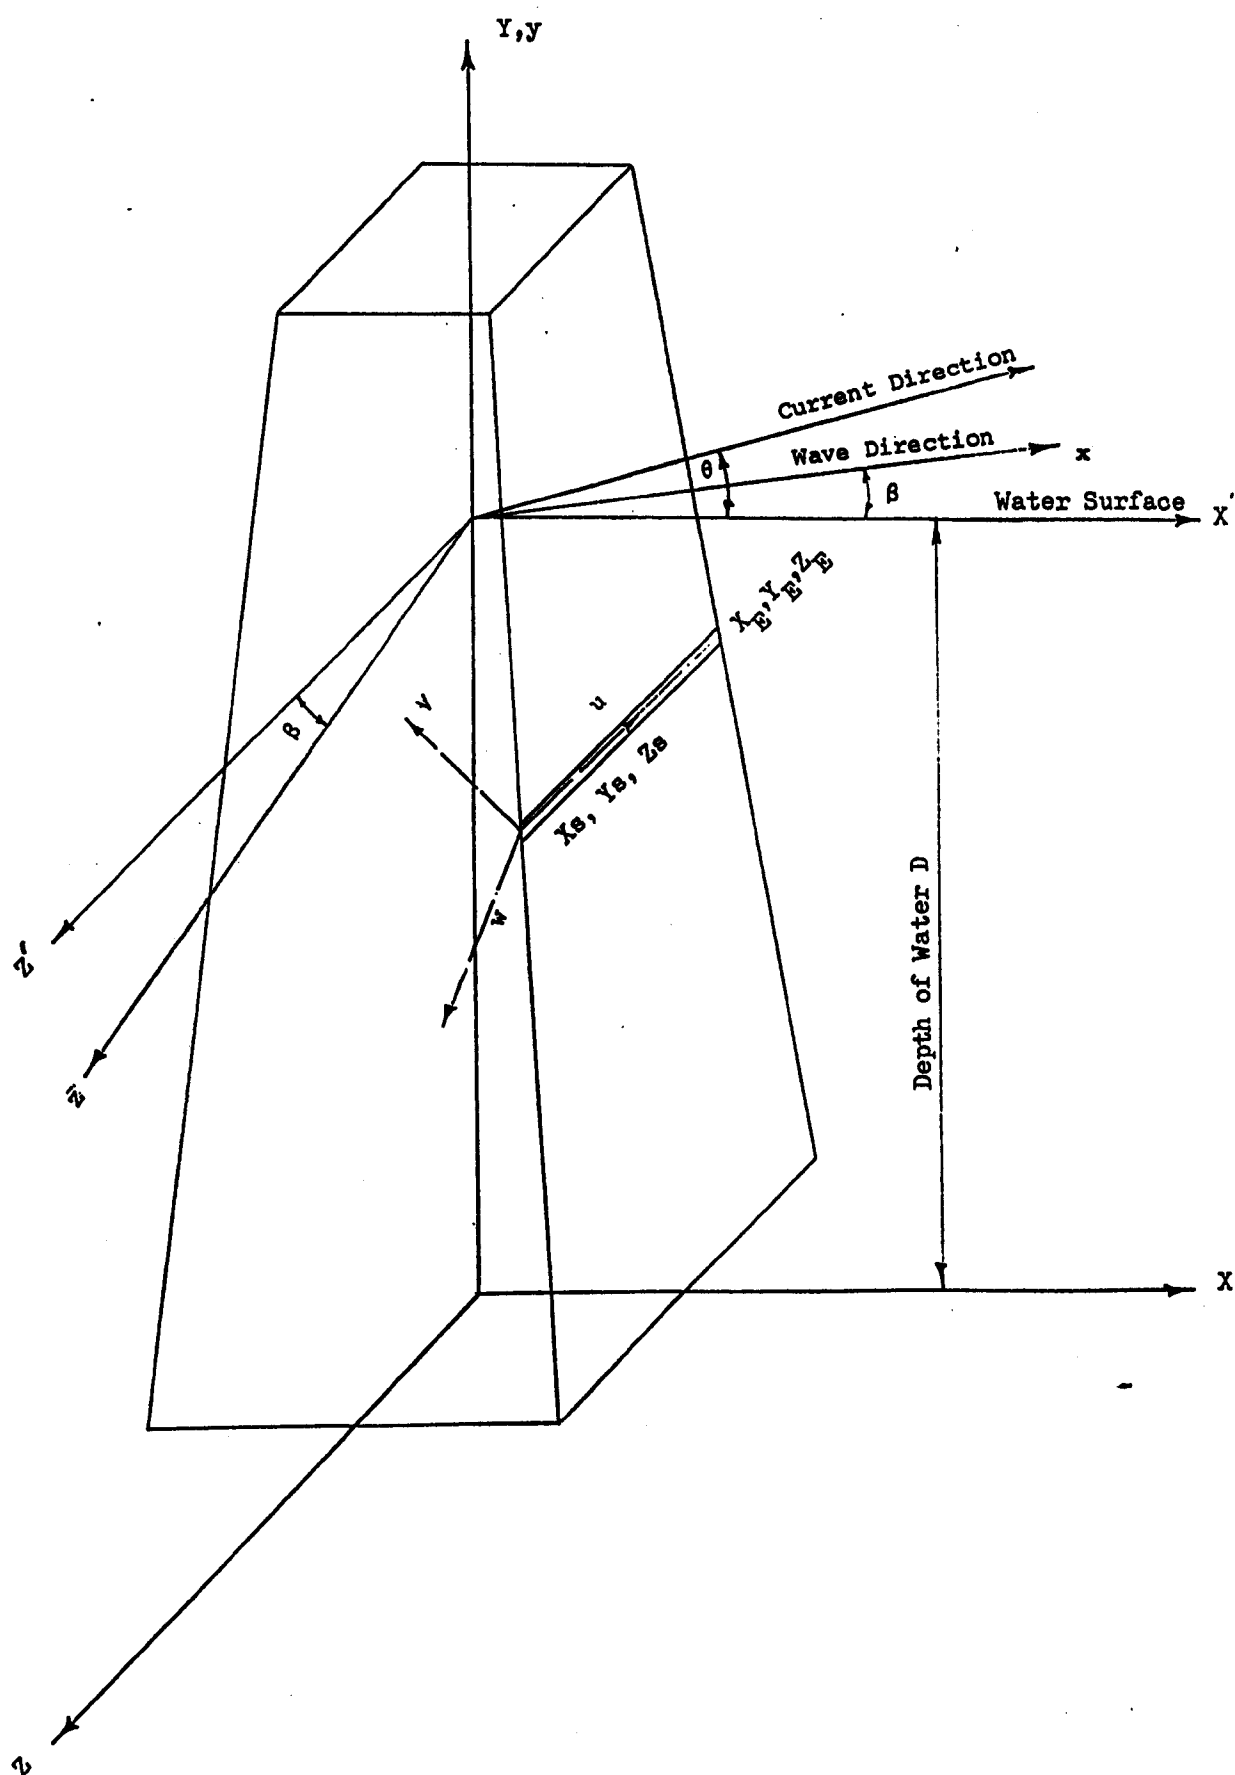 Y,y
Current Direction
Wave Direction
x
θ
β
Water Surface
X'
X_E, Y_E, Z_E
v
u
β
Xs, Ys, Zs
w
Z'
z̄
Depth of Water D
X
Z